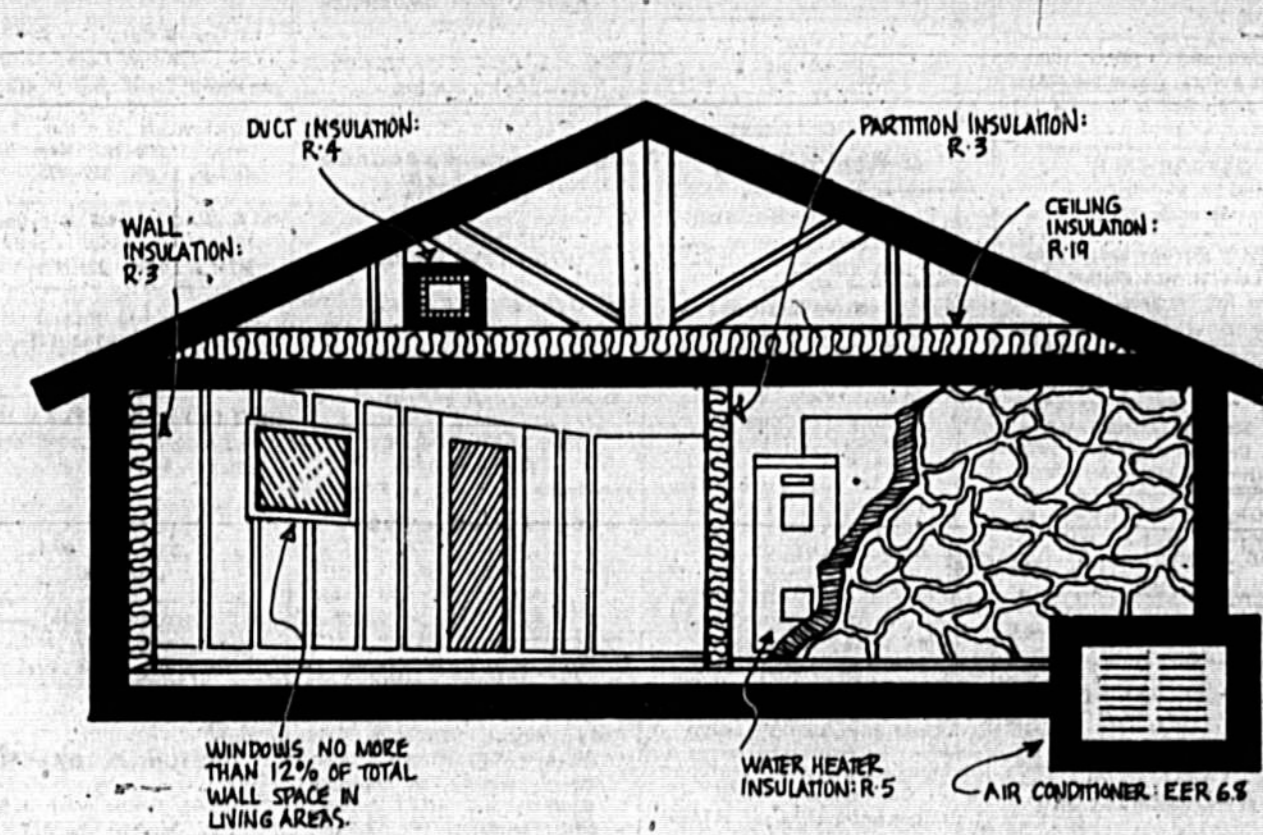 DUCT INSULATION:
R·4
PARTITION INSULATION:
R·3
WALL
INSULATION:
R·3
CEILING
INSULATION:
R·19
WINDOWS NO MORE
THAN 12% OF TOTAL
WALL SPACE IN
LIVING AREAS.
WATER HEATER
INSULATION: R·5
AIR CONDITIONER: EER 6.8